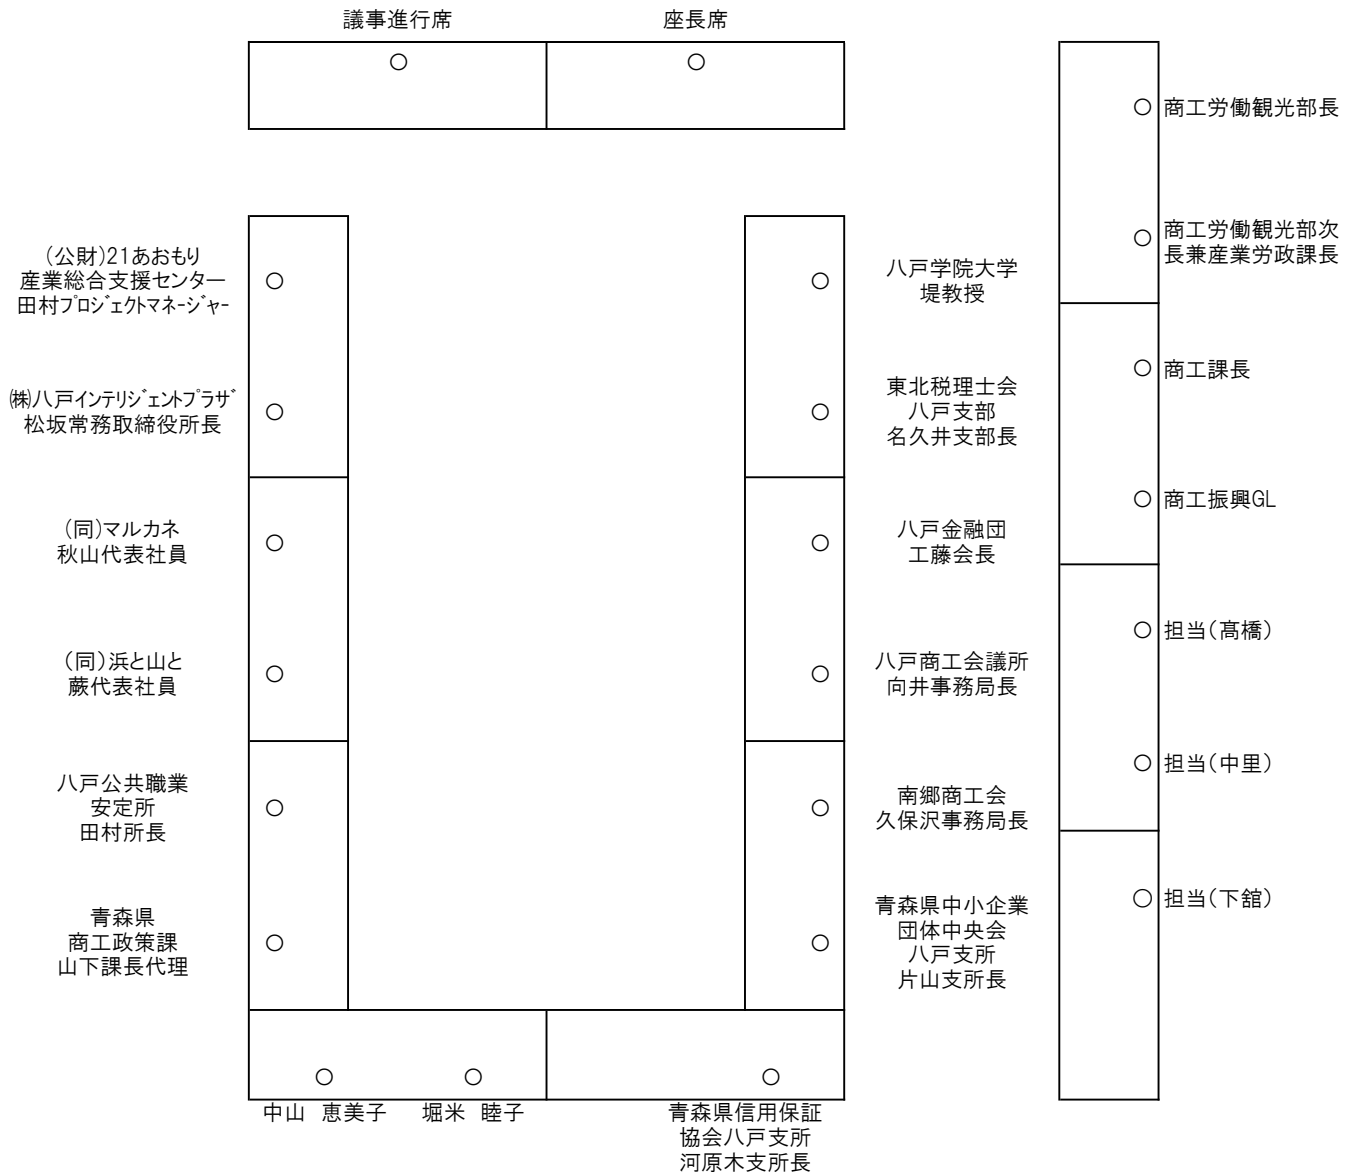 議事進行席
座長席
(公財)21あおもり
産業総合支援センター
田村プロジェクトマネージャー
㈱八戸インテリジェントプラザ
松坂常務取締役所長
(同)マルカネ
秋山代表社員
(同)浜と山と
蕨代表社員
八戸公共職業
安定所
田村所長
青森県
商工政策課
山下課長代理
八戸学院大学
堤教授
東北税理士会
八戸支部
名久井支部長
八戸金融団
工藤会長
八戸商工会議所
向井事務局長
南郷商工会
久保沢事務局長
青森県中小企業
団体中央会
八戸支所
片山支所長
商工労働観光部長
商工労働観光部次
長兼産業労政課長
商工課長
商工振興GL
担当(髙橋)
担当(中里)
担当(下舘)
中山 恵美子
堀米 睦子
青森県信用保証
協会八戸支所
河原木支所長